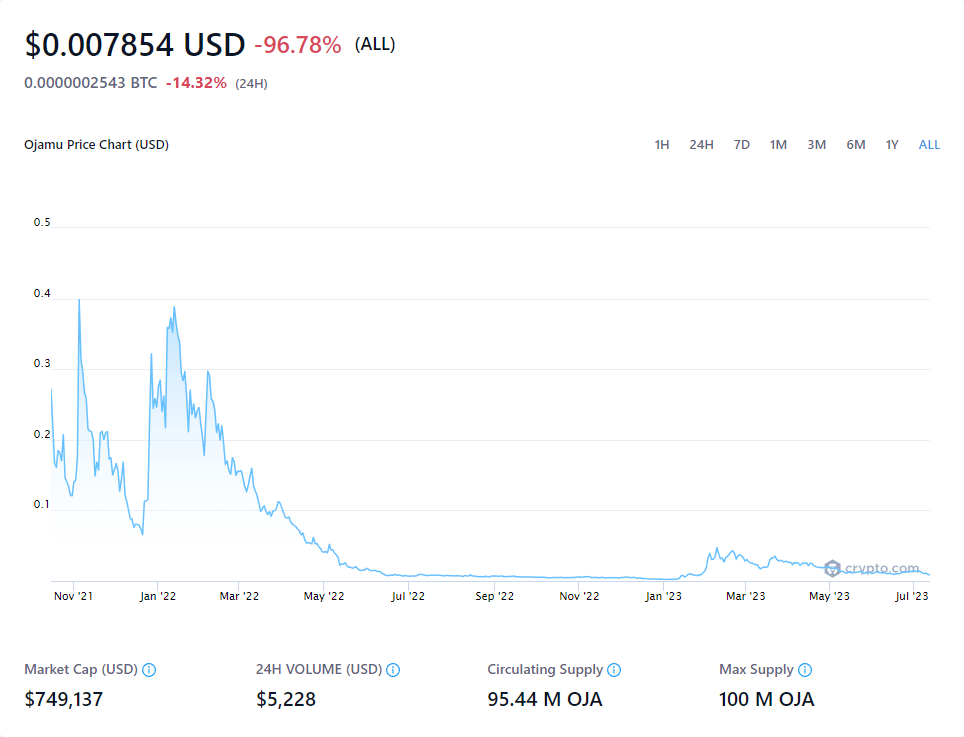 $0.007854 USD -96.78% (ALL)
0.0000002543 BTC -14.32% (24H)
Ojamu Price Chart (USD) 1H 24H 7D 1M 3M 6M 1Y ALL
0.5
0.4
0.3
0.2
0.1
crypto.com
Nov '21 Jan '22 Mar '22 May '22 Jul '22 Sep '22 Nov '22 Jan '23 Mar '23 May '23 Jul '23
Market Cap (USD) 24H VOLUME (USD) Circulating Supply Max Supply
$749,137 $5,228 95.44 M OJA 100 M OJA